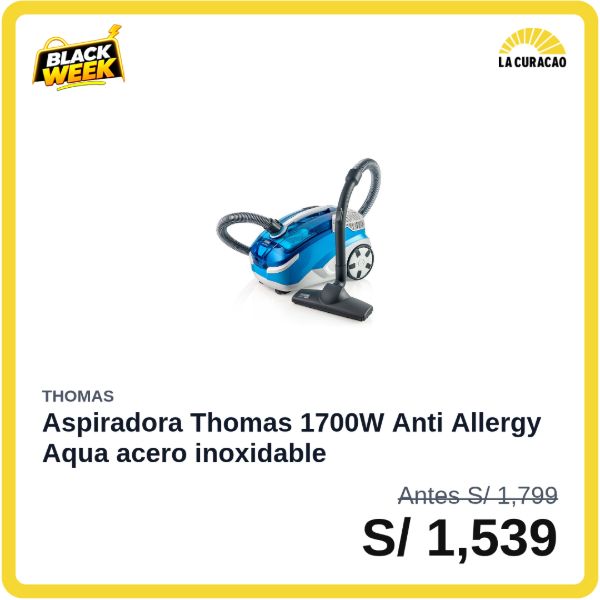 BLACK
WEEK
LA CURACAO
THOMAS
Aspiradora Thomas 1700W Anti Allergy
Aqua acero inoxidable
Antes S/ 1,799
S/ 1,539